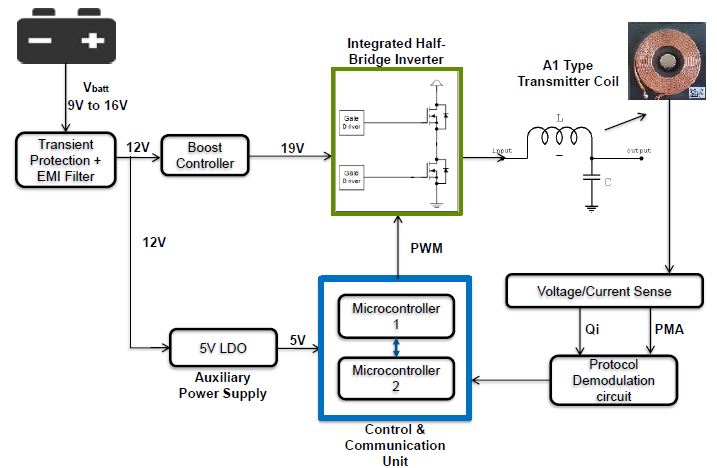 Integrated Half-
Bridge Inverter
A1 Type
Transmitter Coil
Vbatt
9V to 16V
Gate
Driver
Gate
Driver
Transient
Protection +
EMI Filter
12V
Boost
Controller
19V
input
L
output
C
12V
PWM
Voltage/Current Sense
Qi
PMA
5V LDO
5V
Auxiliary
Power Supply
Microcontroller
1
Microcontroller
2
Protocol
Demodulation
circuit
Control &
Communication
Unit